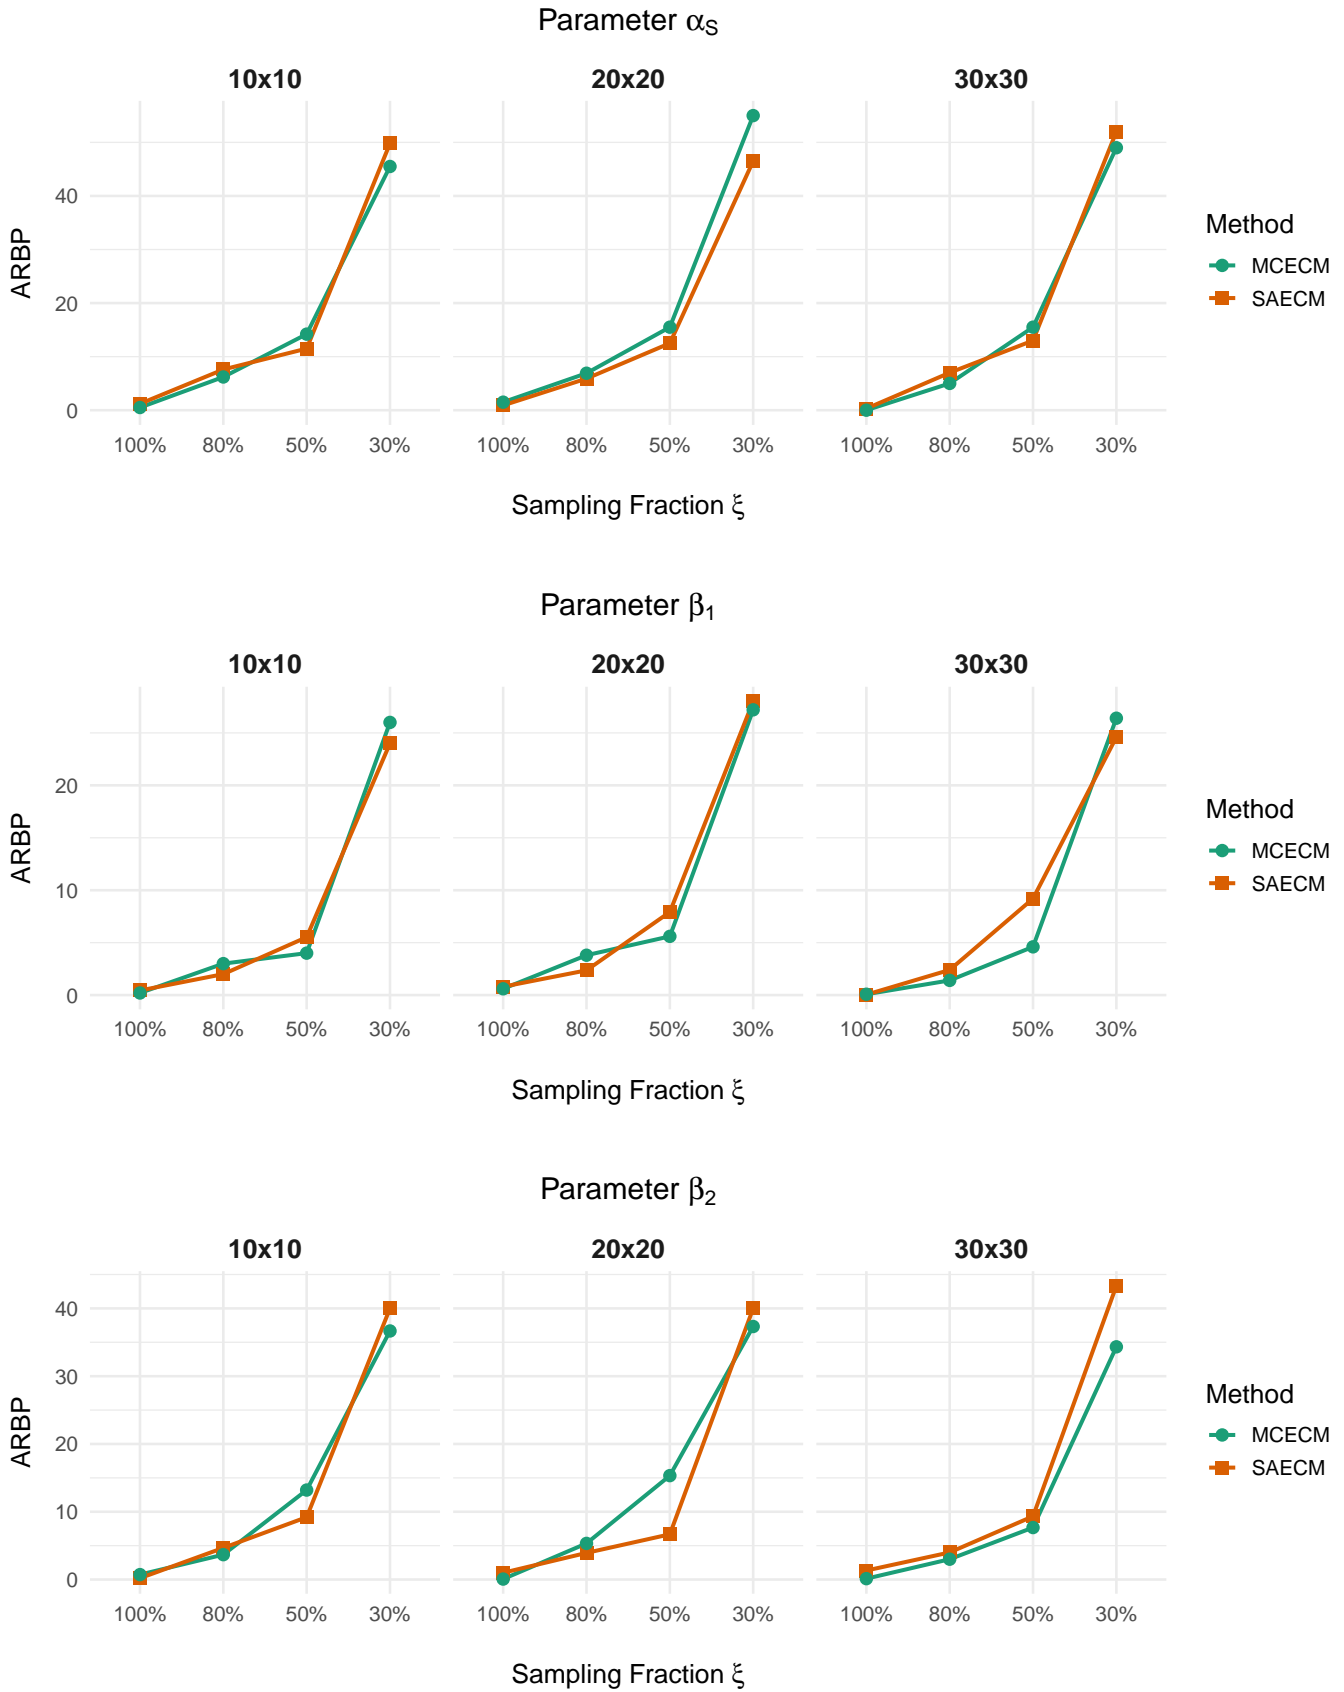 Parameter α_S
10x10 20x20 30x30
ARBP
40
20
0
100% 80% 50% 30% 100% 80% 50% 30% 100% 80% 50% 30%
Sampling Fraction ξ
Method
MCECM
SAECM
Parameter β₁
10x10 20x20 30x30
ARBP
20
10
0
100% 80% 50% 30% 100% 80% 50% 30% 100% 80% 50% 30%
Sampling Fraction ξ
Method
MCECM
SAECM
Parameter β₂
10x10 20x20 30x30
ARBP
40
30
20
10
0
100% 80% 50% 30% 100% 80% 50% 30% 100% 80% 50% 30%
Sampling Fraction ξ
Method
MCECM
SAECM